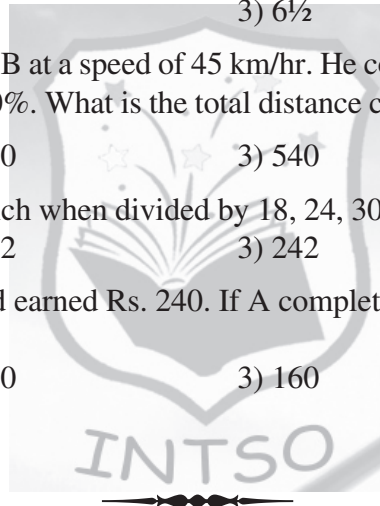 3) 6½
B at a speed of 45 km/hr. He co
0%. What is the total distance c
0 3) 540
ch when divided by 18, 24, 30
2 3) 242
d earned Rs. 240. If A complet
0 3) 160
INTSO